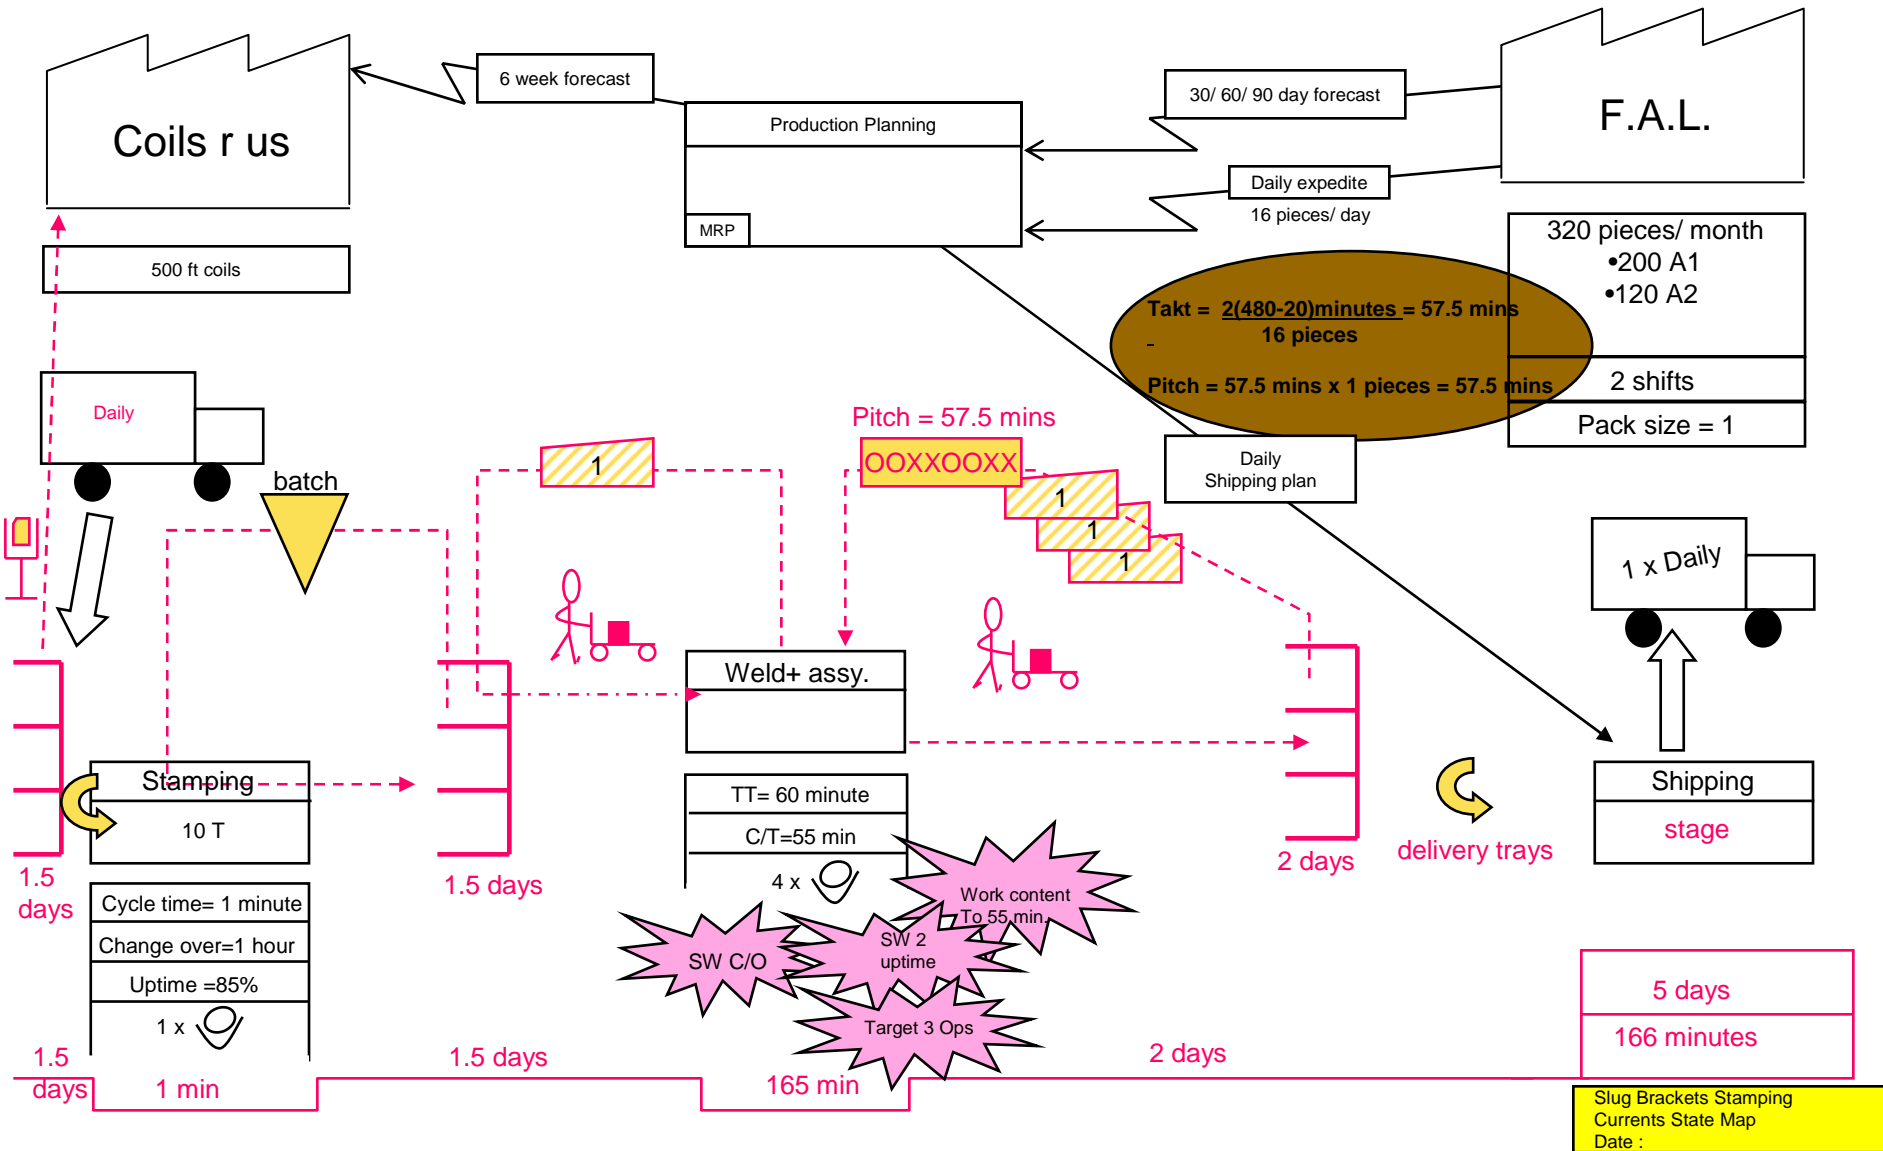 Coils r us
6 week forecast
Production Planning
MRP
30/ 60/ 90 day forecast
F.A.L.
Daily expedite
16 pieces/ day
500 ft coils
320 pieces/ month
•200 A1
•120 A2
2 shifts
Pack size = 1
Takt =  2(480-20)minutes = 57.5 mins
16 pieces
-
Pitch = 57.5 mins x 1 pieces = 57.5 mins
Daily
batch
1
Pitch = 57.5 mins
OOXXOOXX
1
1
1
Daily
Shipping plan
1 x Daily
Weld+ assy.
Stamping
10 T
Shipping
stage
TT= 60 minute
C/T=55 min
4 x
1.5
days
1.5 days
2 days
delivery trays
Cycle time= 1 minute
Change over=1 hour
Uptime =85%
1 x
Work content
To 55 min.
SW C/O
SW 2
uptime
Target 3 Ops
5 days
166 minutes
1.5
days
1 min
1.5 days
165 min
2 days
Slug Brackets Stamping
Currents State Map
Date :